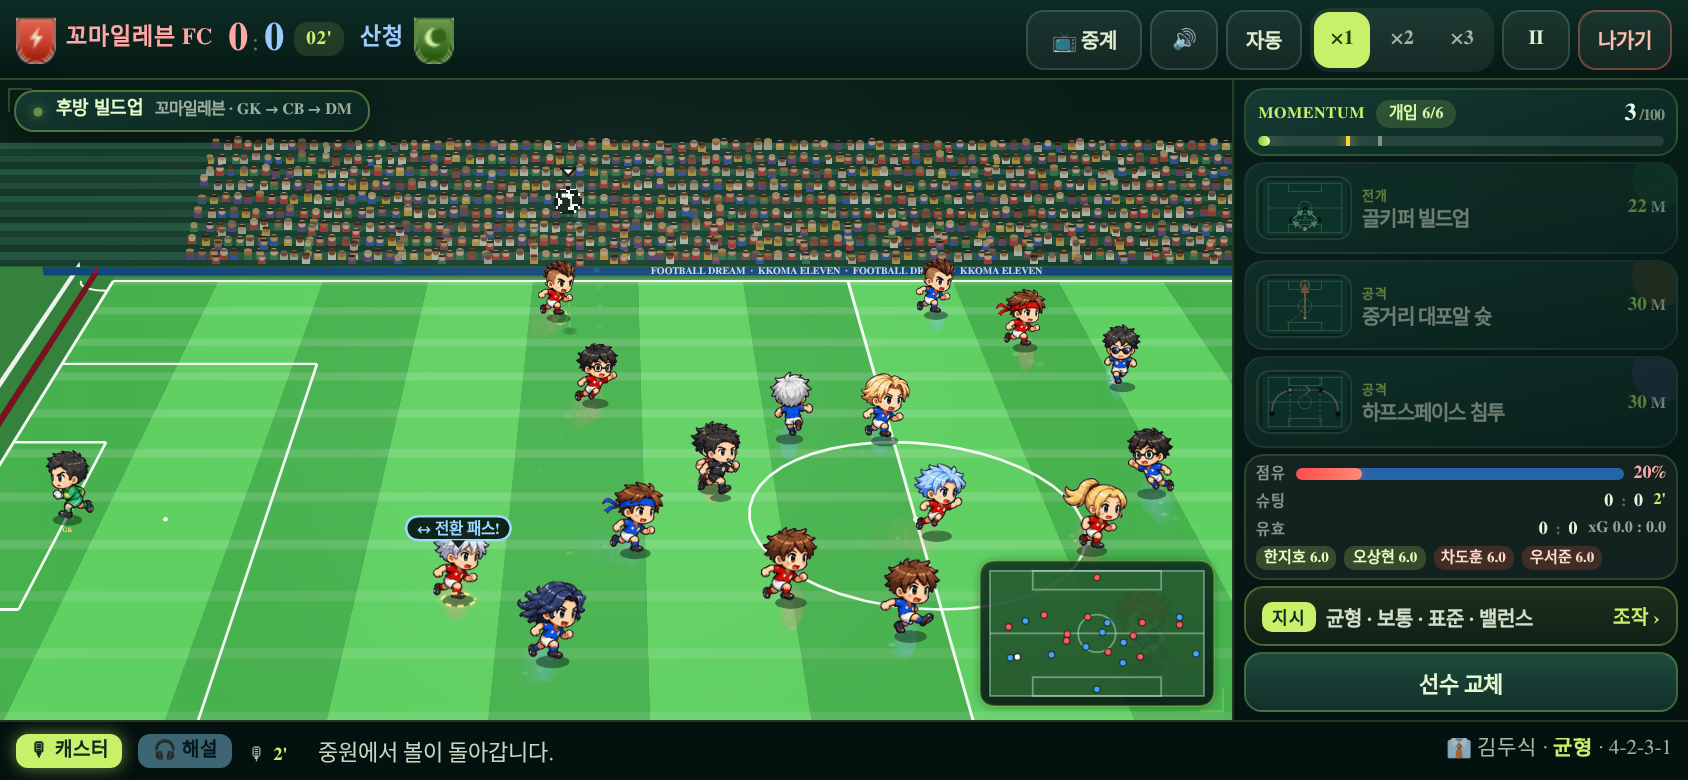 꼬마일레븐 FC 0 : 0 02' 산청
📺 중계 🔊 자동 ×1 ×2 ×3 II 나가기
후방 빌드업 꼬마일레븐 · GK → CB → DM
FOOTBALL DREAM · KKOMA ELEVEN · FOOTBALL DR KKOMA ELEVEN
↔ 전환 패스!
GK
MOMENTUM 개입 6/6 3 /100
전개
골키퍼 빌드업 22 M
공격
중거리 대포알 슛 30 M
공격
하프스페이스 침투 30 M
점유 20%
슈팅 0 : 0 2'
유효 0 : 0 xG 0.0 : 0.0
한지호 6.0 오상현 6.0 차도훈 6.0 우서준 6.0
지시 균형 · 보통 · 표준 · 밸런스 조작 ›
선수 교체
🎙 캐스터 🎧 해설 🎙 2' 중원에서 볼이 돌아갑니다.
👔 김두식 · 균형 · 4-2-3-1